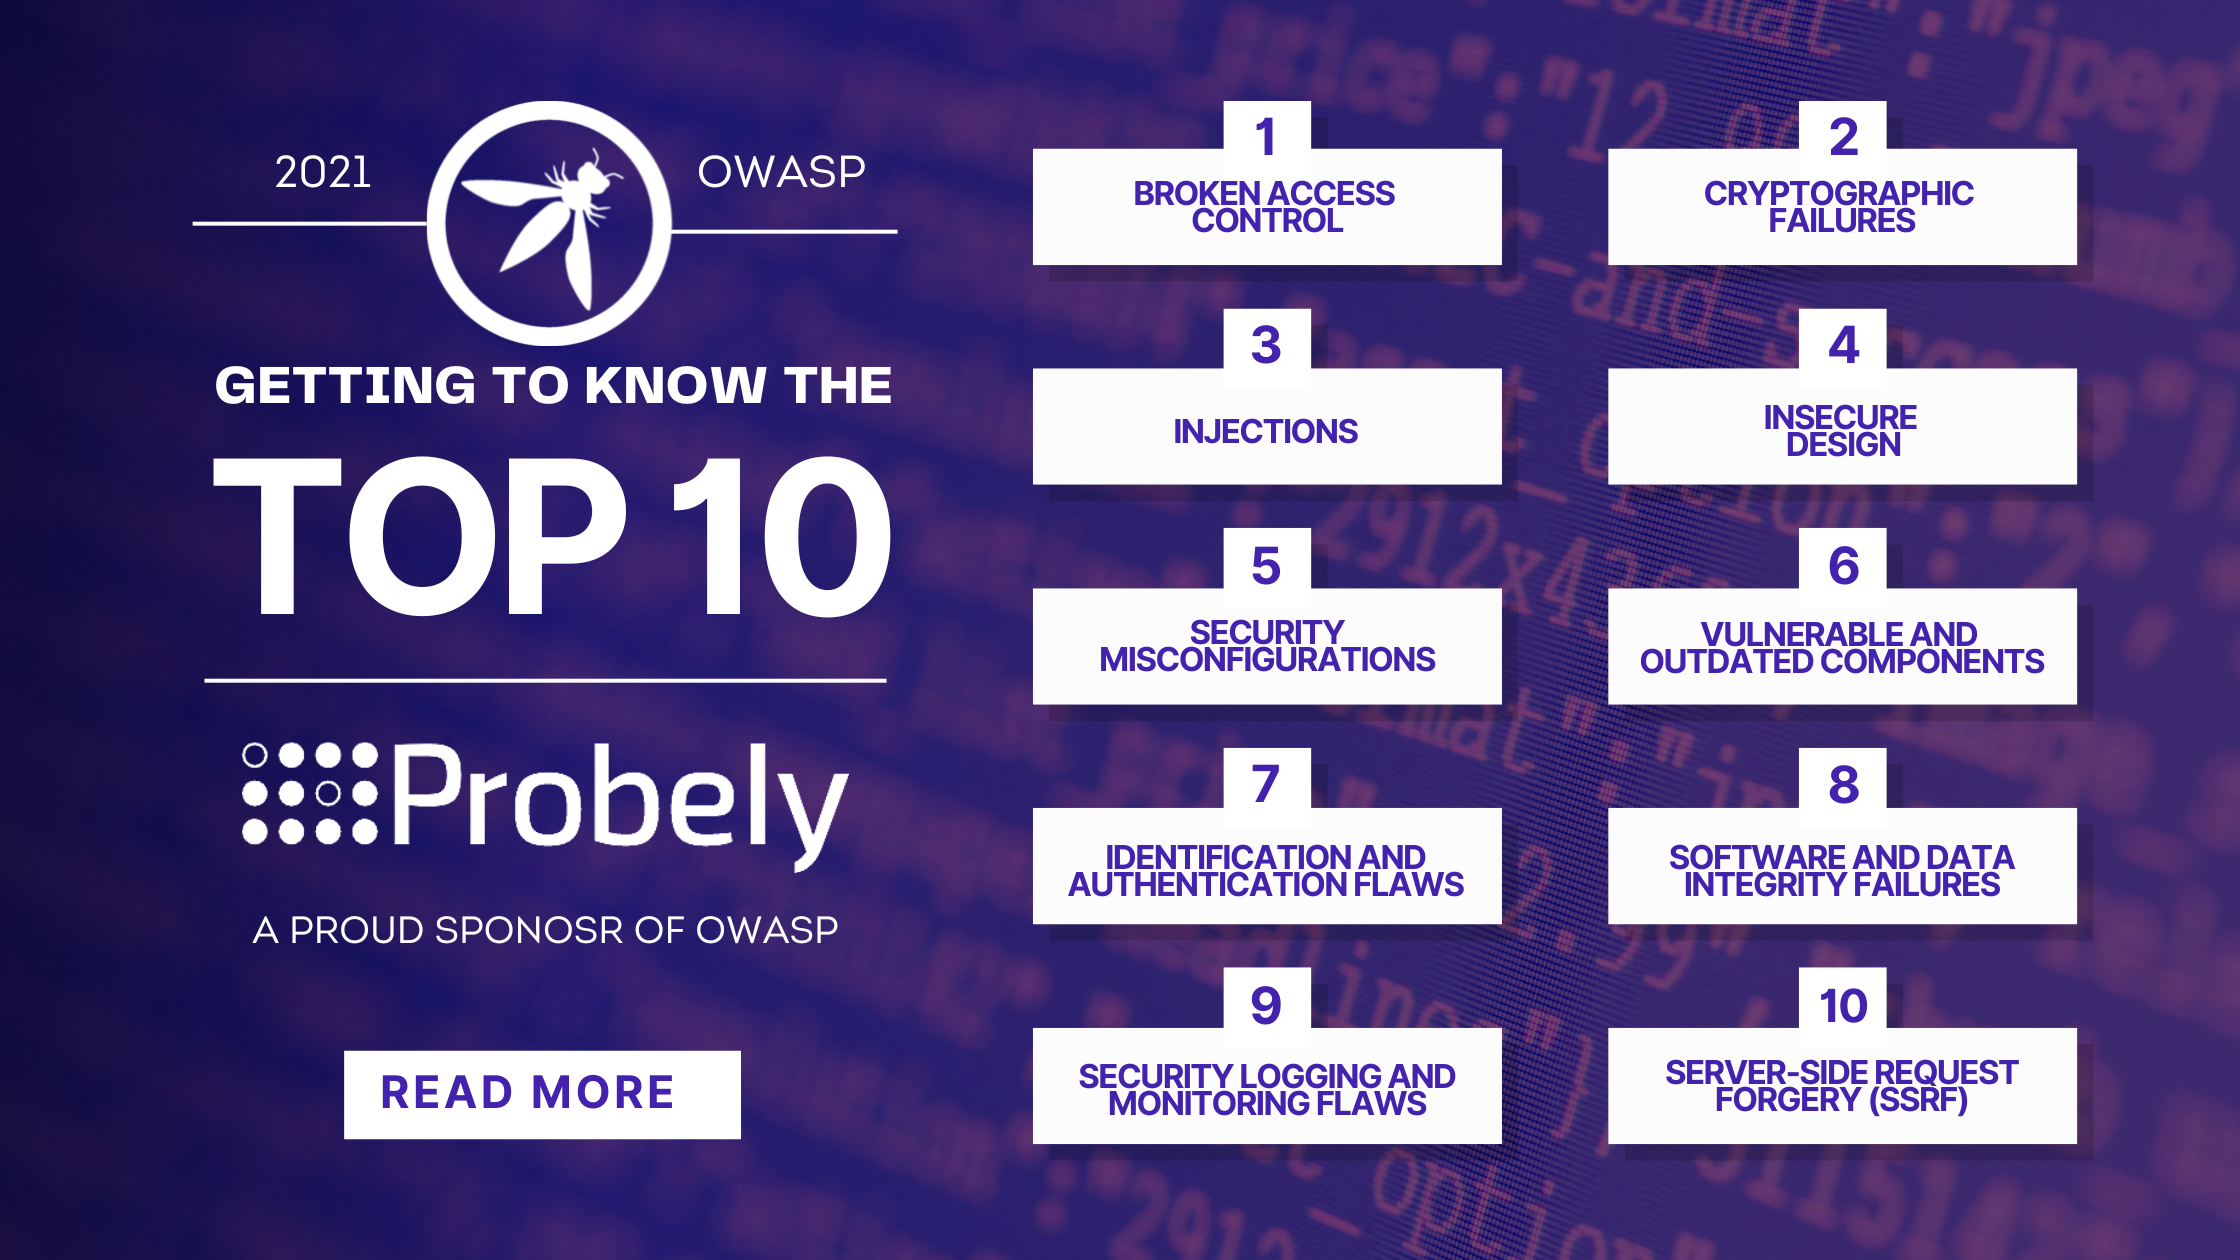 2021
OWASP
GETTING TO KNOW THE
TOP 10
Probely
A PROUD SPONOSR OF OWASP
READ MORE
1
BROKEN ACCESS
CONTROL
2
CRYPTOGRAPHIC
FAILURES
3
INJECTIONS
4
INSECURE
DESIGN
5
SECURITY
MISCONFIGURATIONS
6
VULNERABLE AND
OUTDATED COMPONENTS
7
IDENTIFICATION AND
AUTHENTICATION FLAWS
8
SOFTWARE AND DATA
INTEGRITY FAILURES
9
SECURITY LOGGING AND
MONITORING FLAWS
10
SERVER-SIDE REQUEST
FORGERY (SSRF)